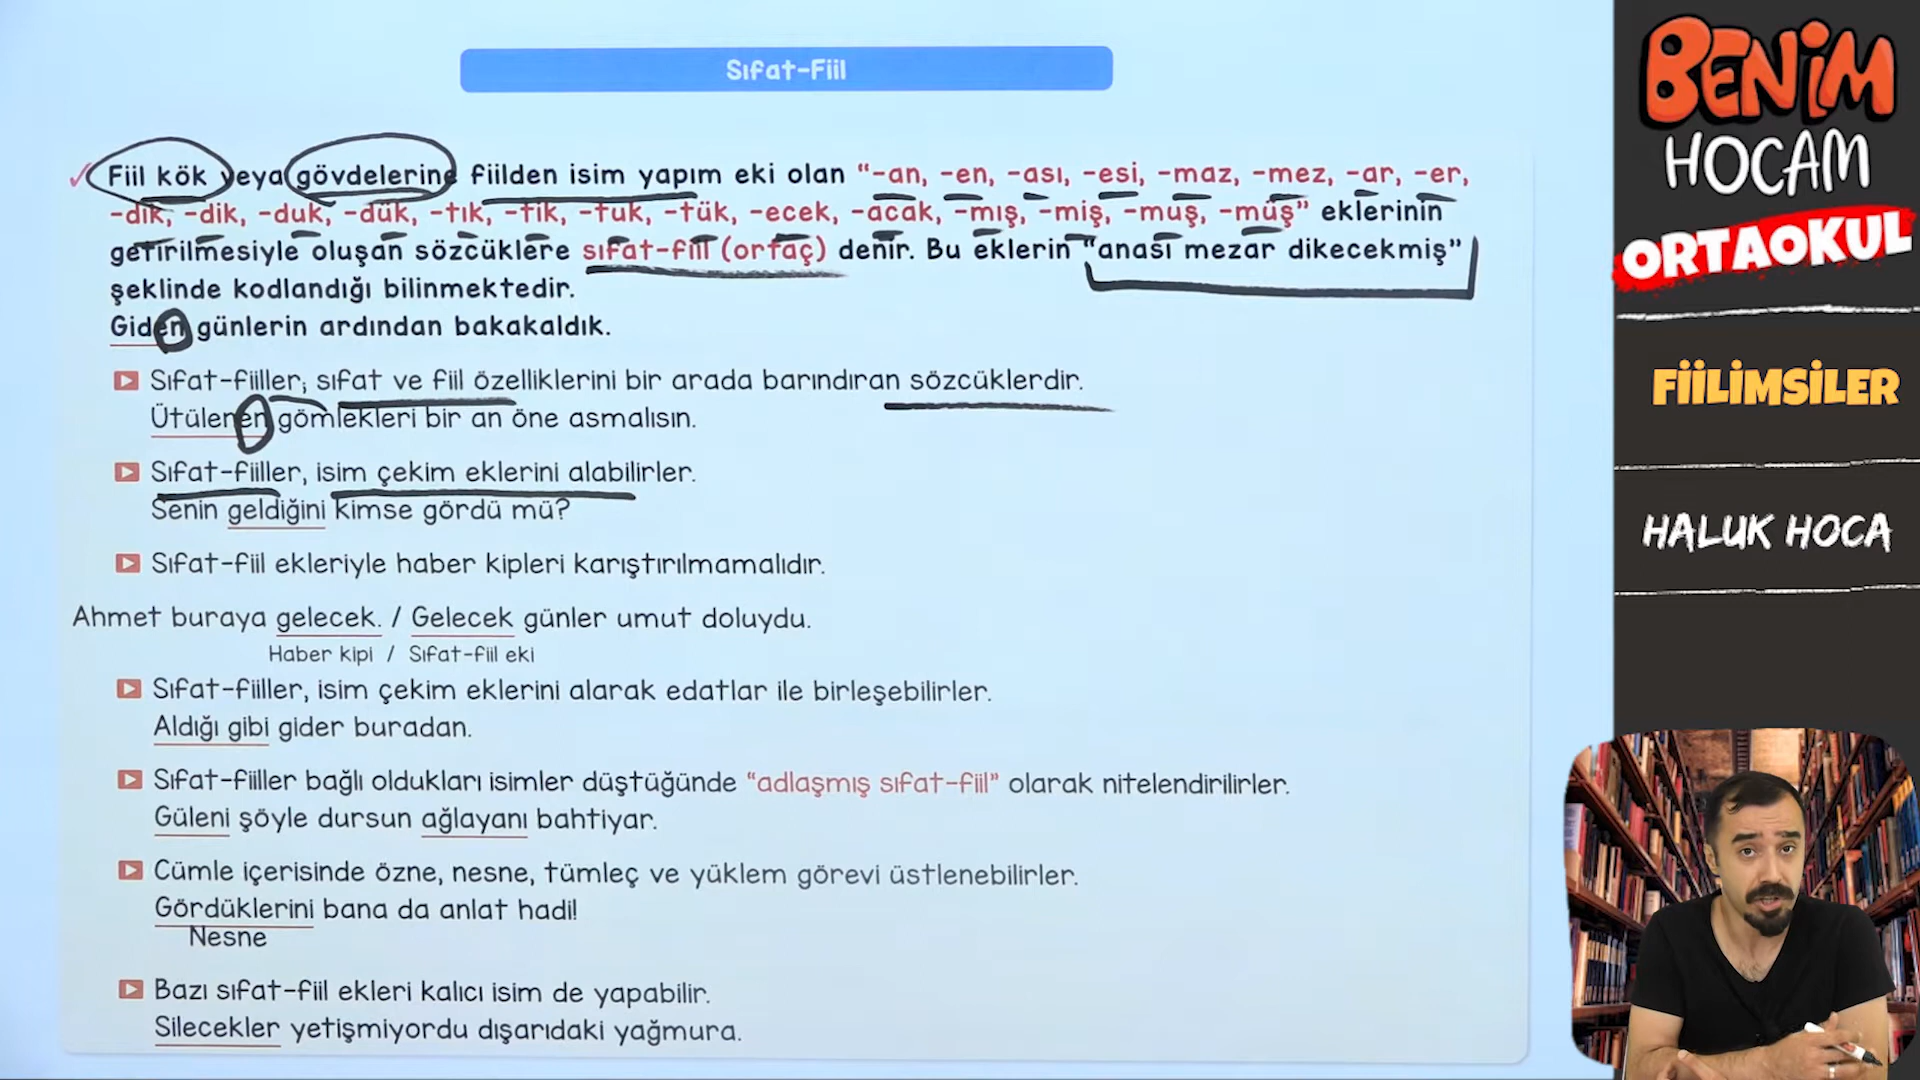 Sıfat-Fiil
Fiil kök veya gövdelerine fiilden isim yapım eki olan “-an, -en, -ası, -esi, -maz, -mez, -ar, -er,
-dık, -dik, -duk, -dük, -tık, -tik, -tuk, -tük, -ecek, -acak, -mış, -miş, -muş, -müş” eklerinin
getirilmesiyle oluşan sözcüklere sıfat-fiil (ortaç) denir. Bu eklerin “anası mezar dikecekmiş”
şeklinde kodlandığı bilinmektedir.
Giden günlerin ardından bakakaldık.
Sıfat-fiiller, sıfat ve fiil özelliklerini bir arada barındıran sözcüklerdir.
Ütülenen gömlekleri bir an öne asmalısın.
Sıfat-fiiller, isim çekim eklerini alabilirler.
Senin geldiğini kimse gördü mü?
Sıfat-fiil ekleriyle haber kipleri karıştırılmamalıdır.
Ahmet buraya gelecek. / Gelecek günler umut doluydu.
Haber kipi / Sıfat-fiil eki
Sıfat-fiiller, isim çekim eklerini alarak edatlar ile birleşebilirler.
Aldığı gibi gider buradan.
Sıfat-fiiller bağlı oldukları isimler düştüğünde “adlaşmış sıfat-fiil” olarak nitelendirilirler.
Güleni şöyle dursun ağlayanı bahtiyar.
Cümle içerisinde özne, nesne, tümleç ve yüklem görevi üstlenebilirler.
Gördüklerini bana da anlat hadi!
Nesne
Bazı sıfat-fiil ekleri kalıcı isim de yapabilir.
Silecekler yetişmiyordu dışarıdaki yağmura.
BENİM
HOCAM
ORTAOKUL
FİİLİMSİLER
HALUK HOCA